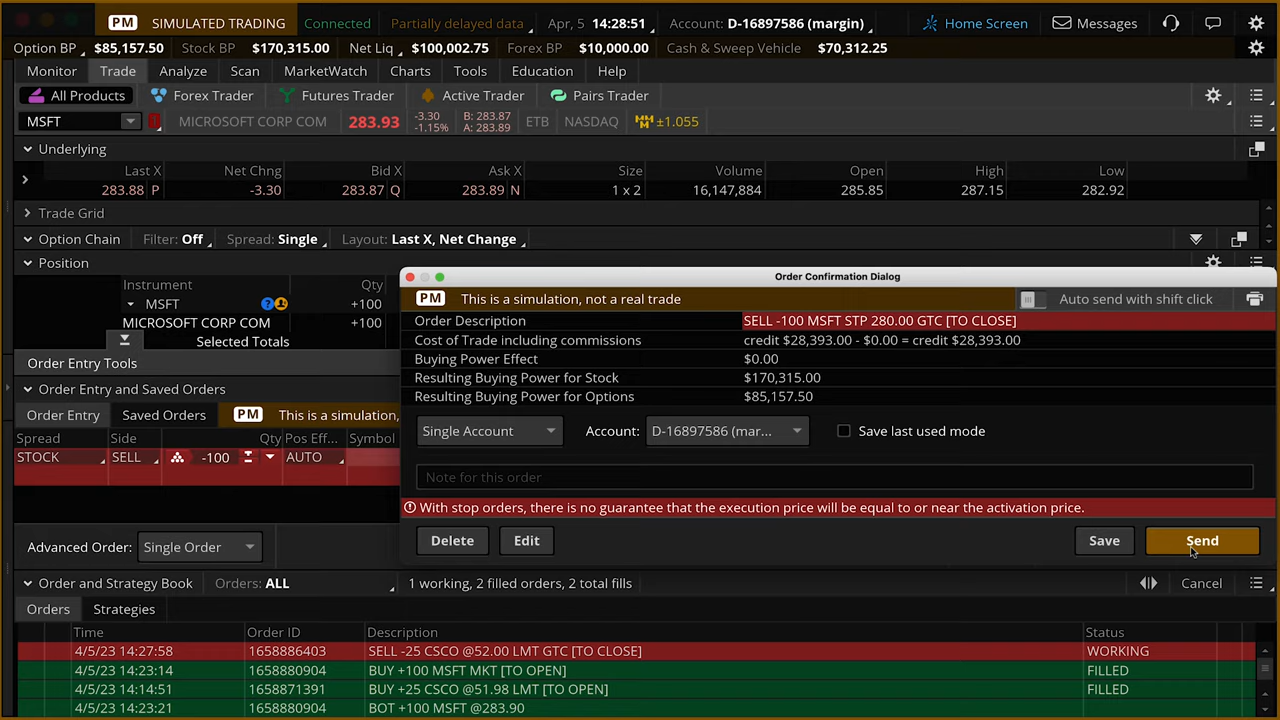 PM SIMULATED TRADING Connected Partially delayed data Apr, 5 14:28:51 Account: D-16897586 (margin) Home Screen Messages
Option BP $85,157.50 Stock BP $170,315.00 Net Liq $100,002.75 Forex BP $10,000.00 Cash & Sweep Vehicle $70,312.25
Monitor Trade Analyze Scan MarketWatch Charts Tools Education Help
All Products Forex Trader Futures Trader Active Trader Pairs Trader
MSFT MICROSOFT CORP COM 283.93 -3.30 -1.15% B: 283.87 A: 283.89 ETB NASDAQ ±1.055
Underlying
Last X Net Chng Bid X Ask X Size Volume Open High Low
283.88 P -3.30 283.87 Q 283.89 N 1 x 2 16,147,884 285.85 287.15 282.92
Trade Grid
Option Chain Filter: Off Spread: Single Layout: Last X, Net Change
Position
Instrument Qty
MSFT +100
MICROSOFT CORP COM +100
Selected Totals
Order Entry Tools
Order Entry and Saved Orders
Order Entry Saved Orders PM This is a simulation,
Spread Side Qty Pos Eff... Symbol
STOCK SELL -100 AUTO
Order Confirmation Dialog
PM This is a simulation, not a real trade Auto send with shift click
Order Description SELL -100 MSFT STP 280.00 GTC [TO CLOSE]
Cost of Trade including commissions credit $28,393.00 - $0.00 = credit $28,393.00
Buying Power Effect $0.00
Resulting Buying Power for Stock $170,315.00
Resulting Buying Power for Options $85,157.50
Single Account Account: D-16897586 (mar... Save last used mode
Note for this order
With stop orders, there is no guarantee that the execution price will be equal to or near the activation price.
Delete Edit Save Send
Advanced Order: Single Order
Order and Strategy Book Orders: ALL 1 working, 2 filled orders, 2 total fills Cancel
Orders Strategies
Time Order ID Description Status
4/5/23 14:27:58 1658886403 SELL -25 CSCO @52.00 LMT GTC [TO CLOSE] WORKING
4/5/23 14:23:14 1658880904 BUY +100 MSFT MKT [TO OPEN] FILLED
4/5/23 14:14:51 1658871391 BUY +25 CSCO @51.98 LMT [TO OPEN] FILLED
4/5/23 14:23:21 1658880904 BOT +100 MSFT @283.90